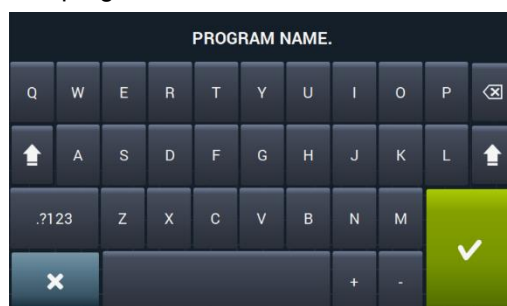 PROGRAM NAME.
Q W E R T Y U I O P
A S D F G H J K L
.?123 Z X C V B N M
+ -